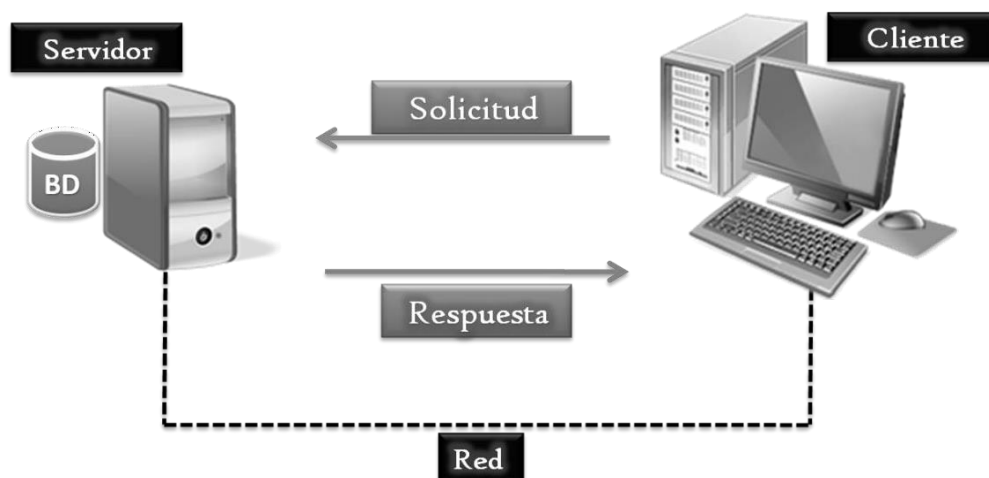 Servidor
Cliente
Solicitud
BD
Respuesta
Red